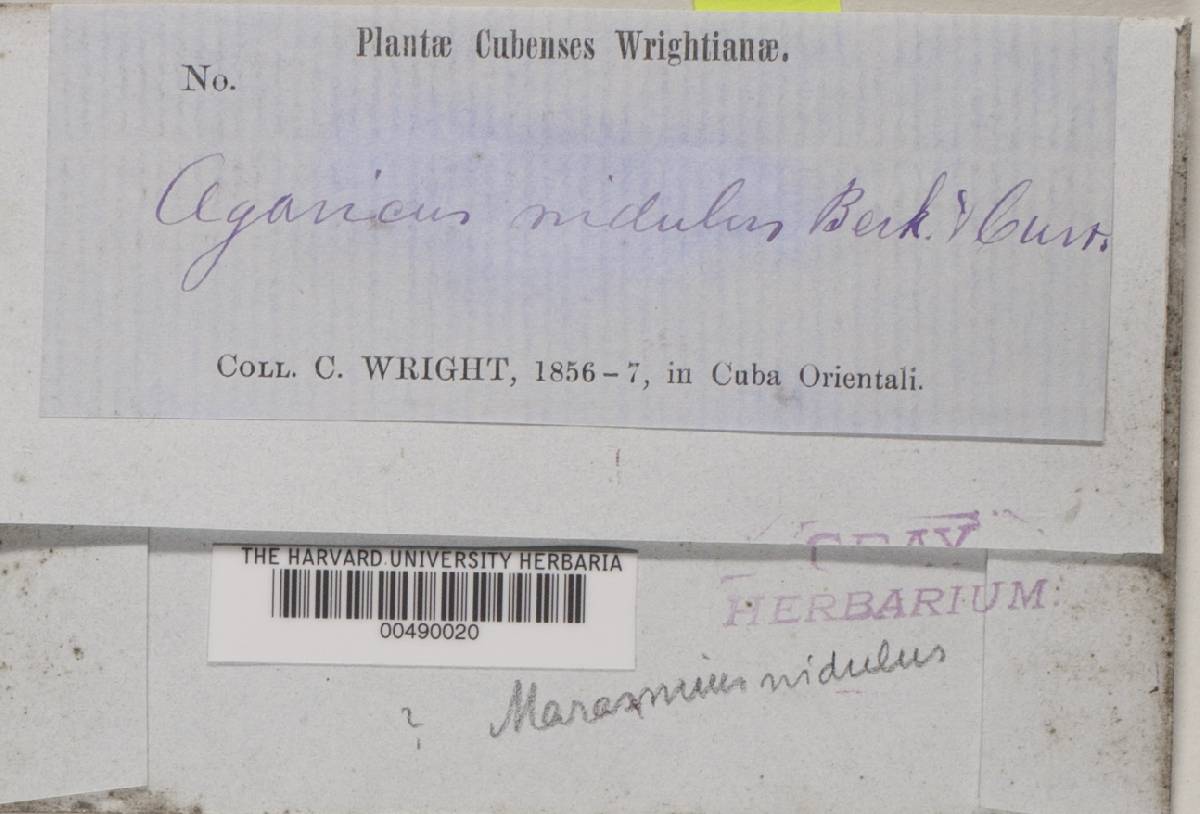 Plantæ Cubenses Wrightianæ.
No.
Agaricus nidulus Berk. & Curt.
COLL. C. WRIGHT, 1856-7, in Cuba Orientali.
GRAY
HERBARIUM.
THE HARVARD UNIVERSITY HERBARIA
00490020
? Marasmius nidulus